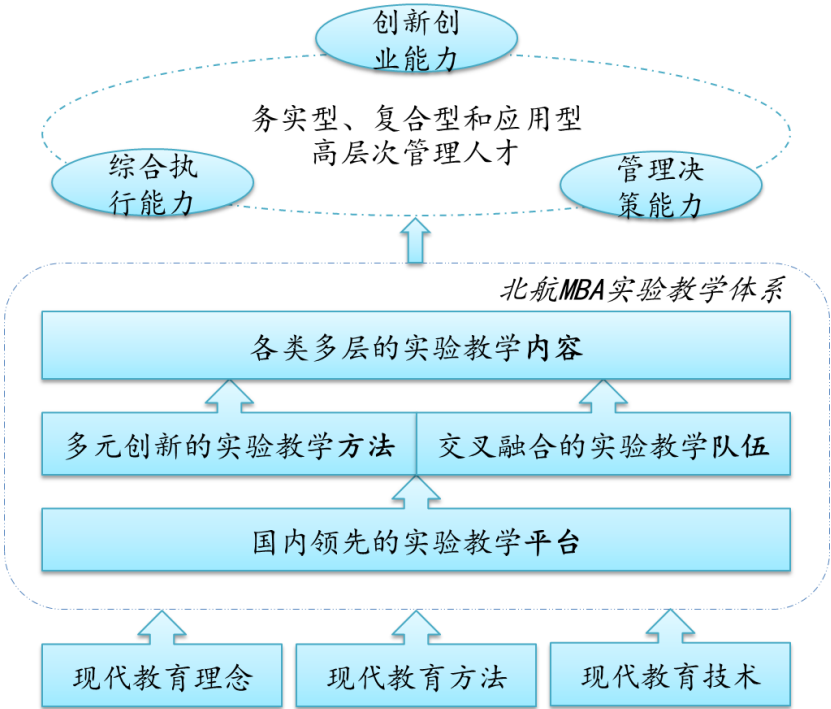 创新创
业能力
务实型、复合型和应用型
高层次管理人才
综合执
行能力
管理决
策能力
北航MBA实验教学体系
各类多层的实验教学内容
多元创新的实验教学方法
交叉融合的实验教学队伍
国内领先的实验教学平台
现代教育理念
现代教育方法
现代教育技术